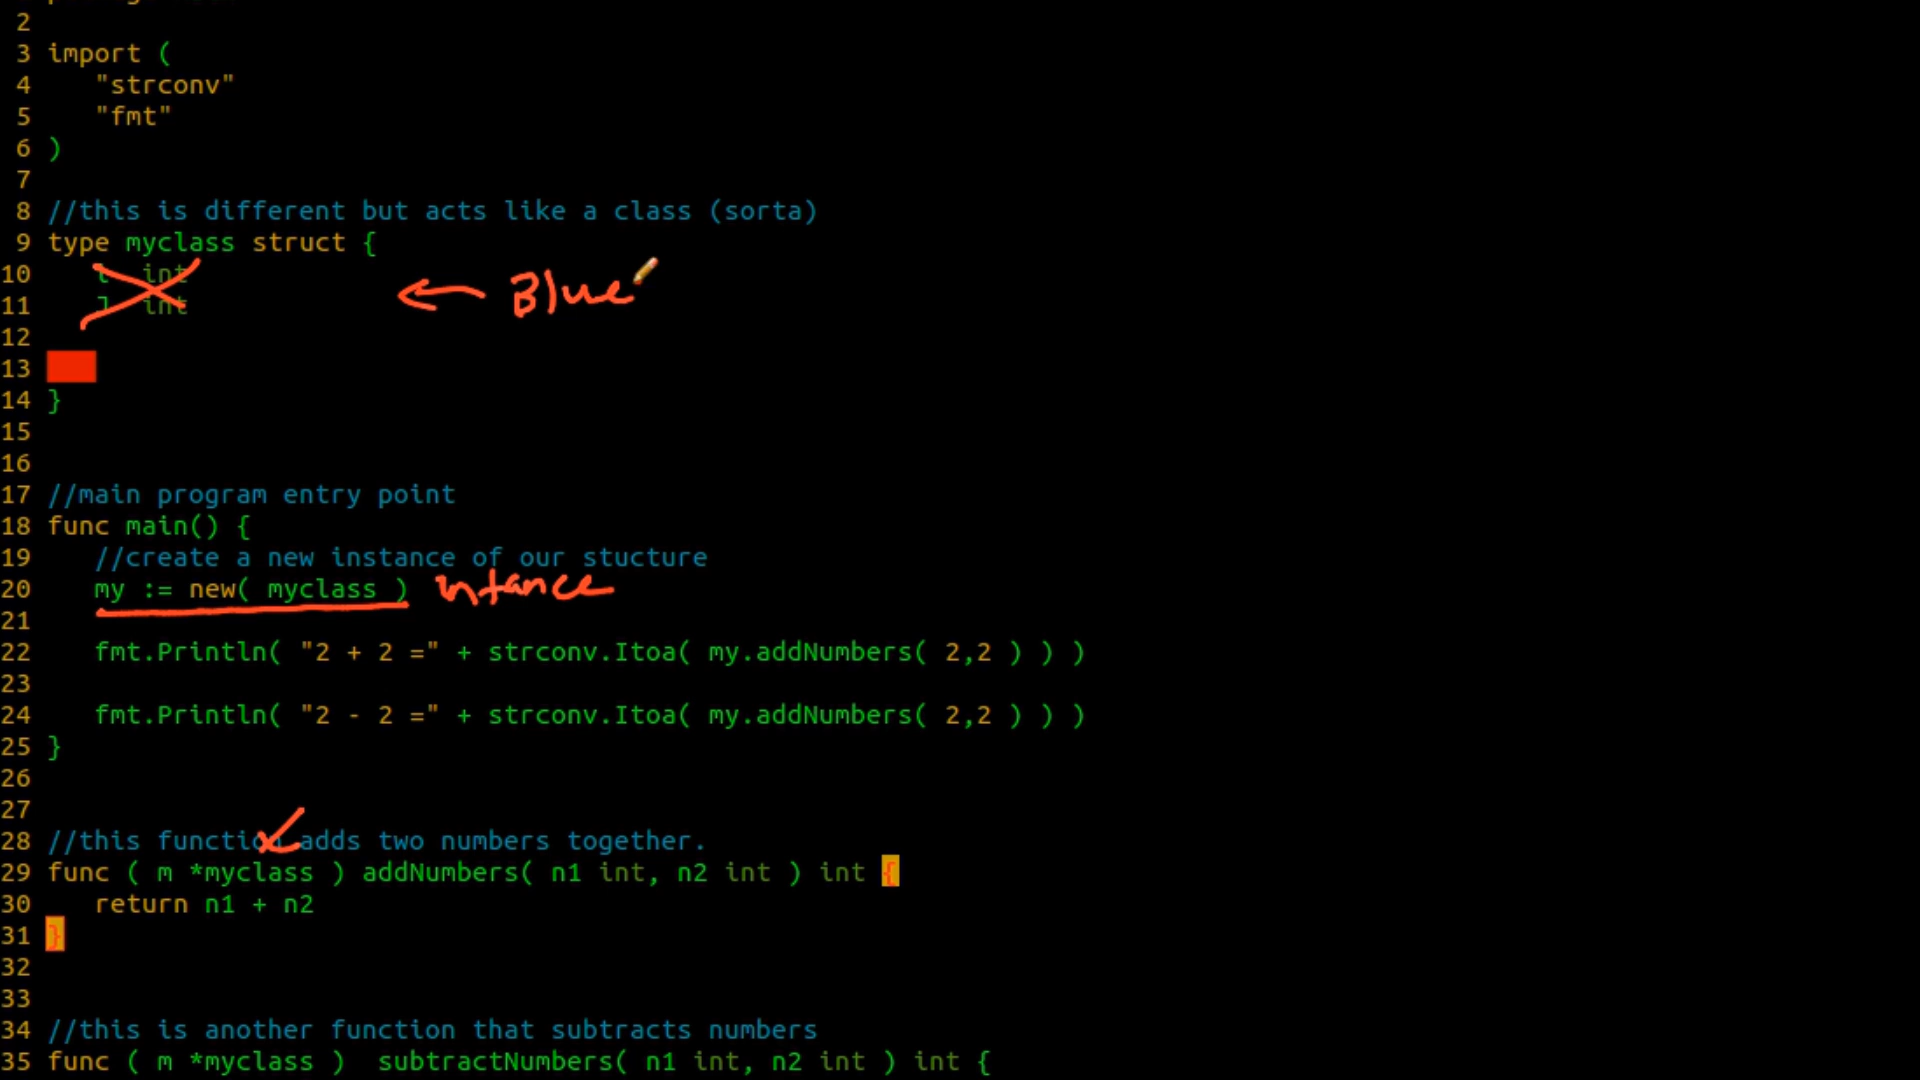 2
3 import (
4 "strconv"
5 "fmt"
6 )
7
8 //this is different but acts like a class (sorta)
9 type myclass struct {
10 int
11 int
← Blue
12
13
14 }
15
16
17 //main program entry point
18 func main() {
19 //create a new instance of our stucture
20 my := new( myclass ) intance
21
22 fmt.Println( "2 + 2 =" + strconv.Itoa( my.addNumbers( 2,2 ) ) )
23
24 fmt.Println( "2 - 2 =" + strconv.Itoa( my.addNumbers( 2,2 ) ) )
25 }
26
27
28 //this function adds two numbers together.
29 func ( m *myclass ) addNumbers( n1 int, n2 int ) int {
30 return n1 + n2
31 }
32
33
34 //this is another function that subtracts numbers
35 func ( m *myclass ) subtractNumbers( n1 int, n2 int ) int {